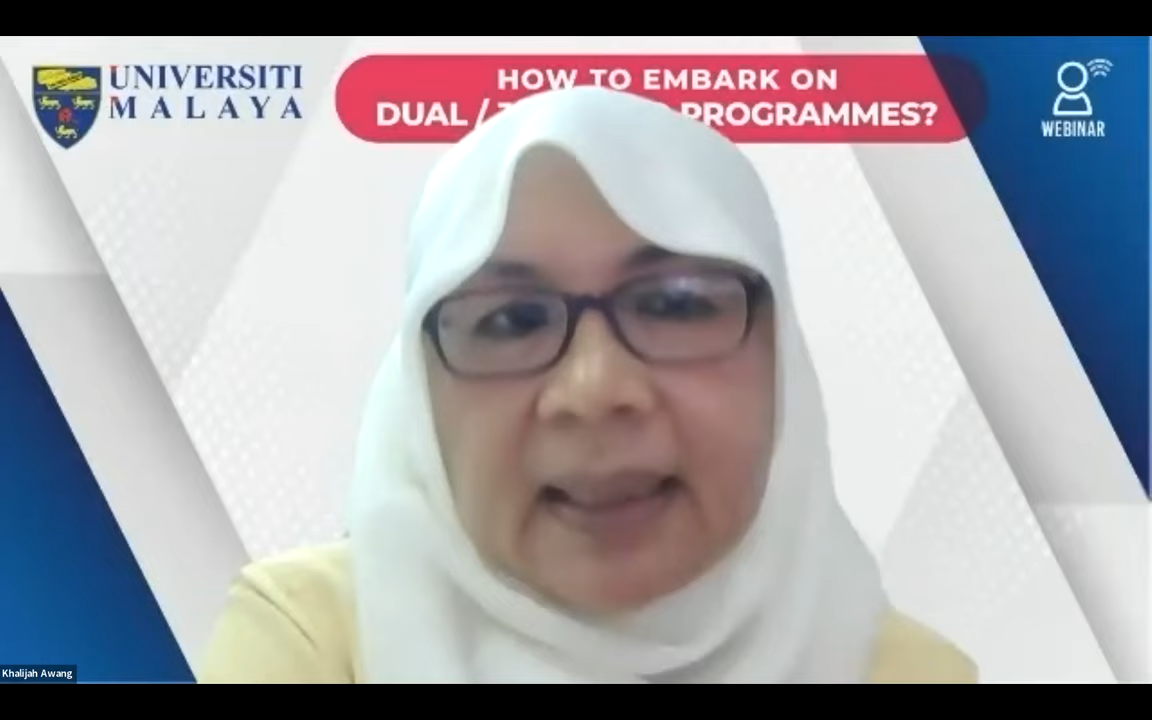 UNIVERSITI
MALAYA
HOW TO EMBARK ON
DUAL / PROGRAMMES?
WEBINAR
Khalijah Awang